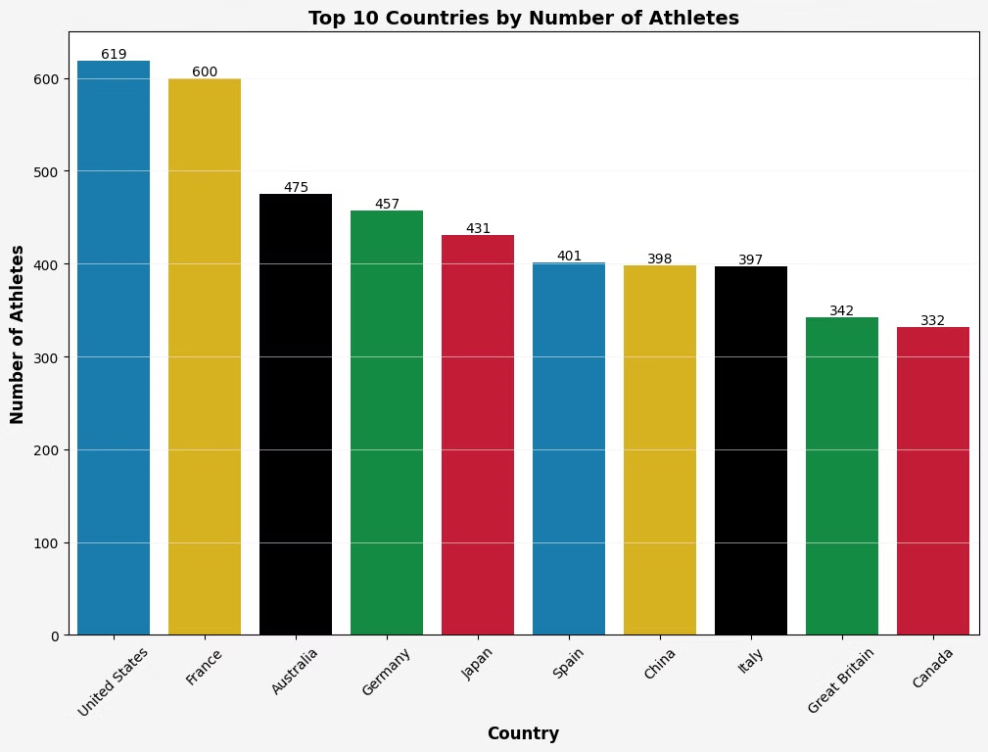 Top 10 Countries by Number of Athletes
Number of Athletes
600
500
400
300
200
100
0
619
600
475
457
431
401
398
397
342
332
United States
France
Australia
Germany
Japan
Spain
China
Italy
Great Britain
Canada
Country